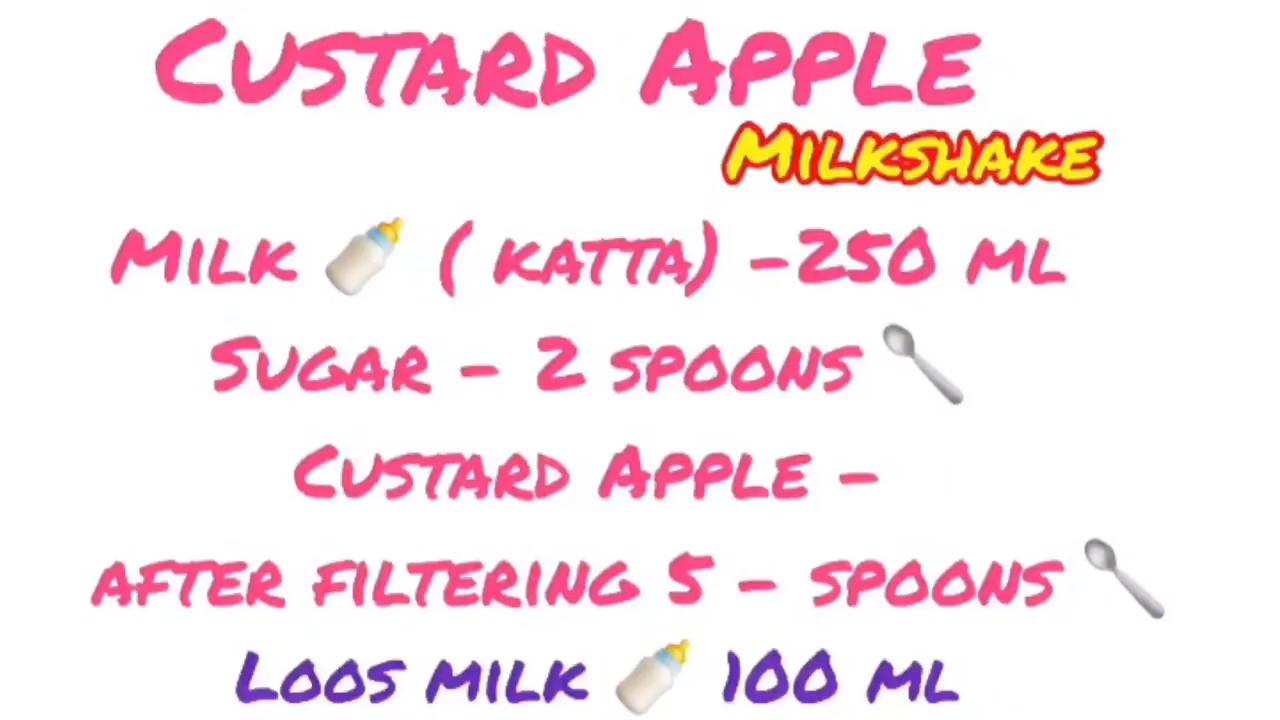 Custard Apple
Milkshake
Milk 🍼 ( katta) -250 ml
Sugar - 2 spoons 🥄
Custard Apple -
after filtering 5 - spoons 🥄
Loos milk 🍼 100 ml